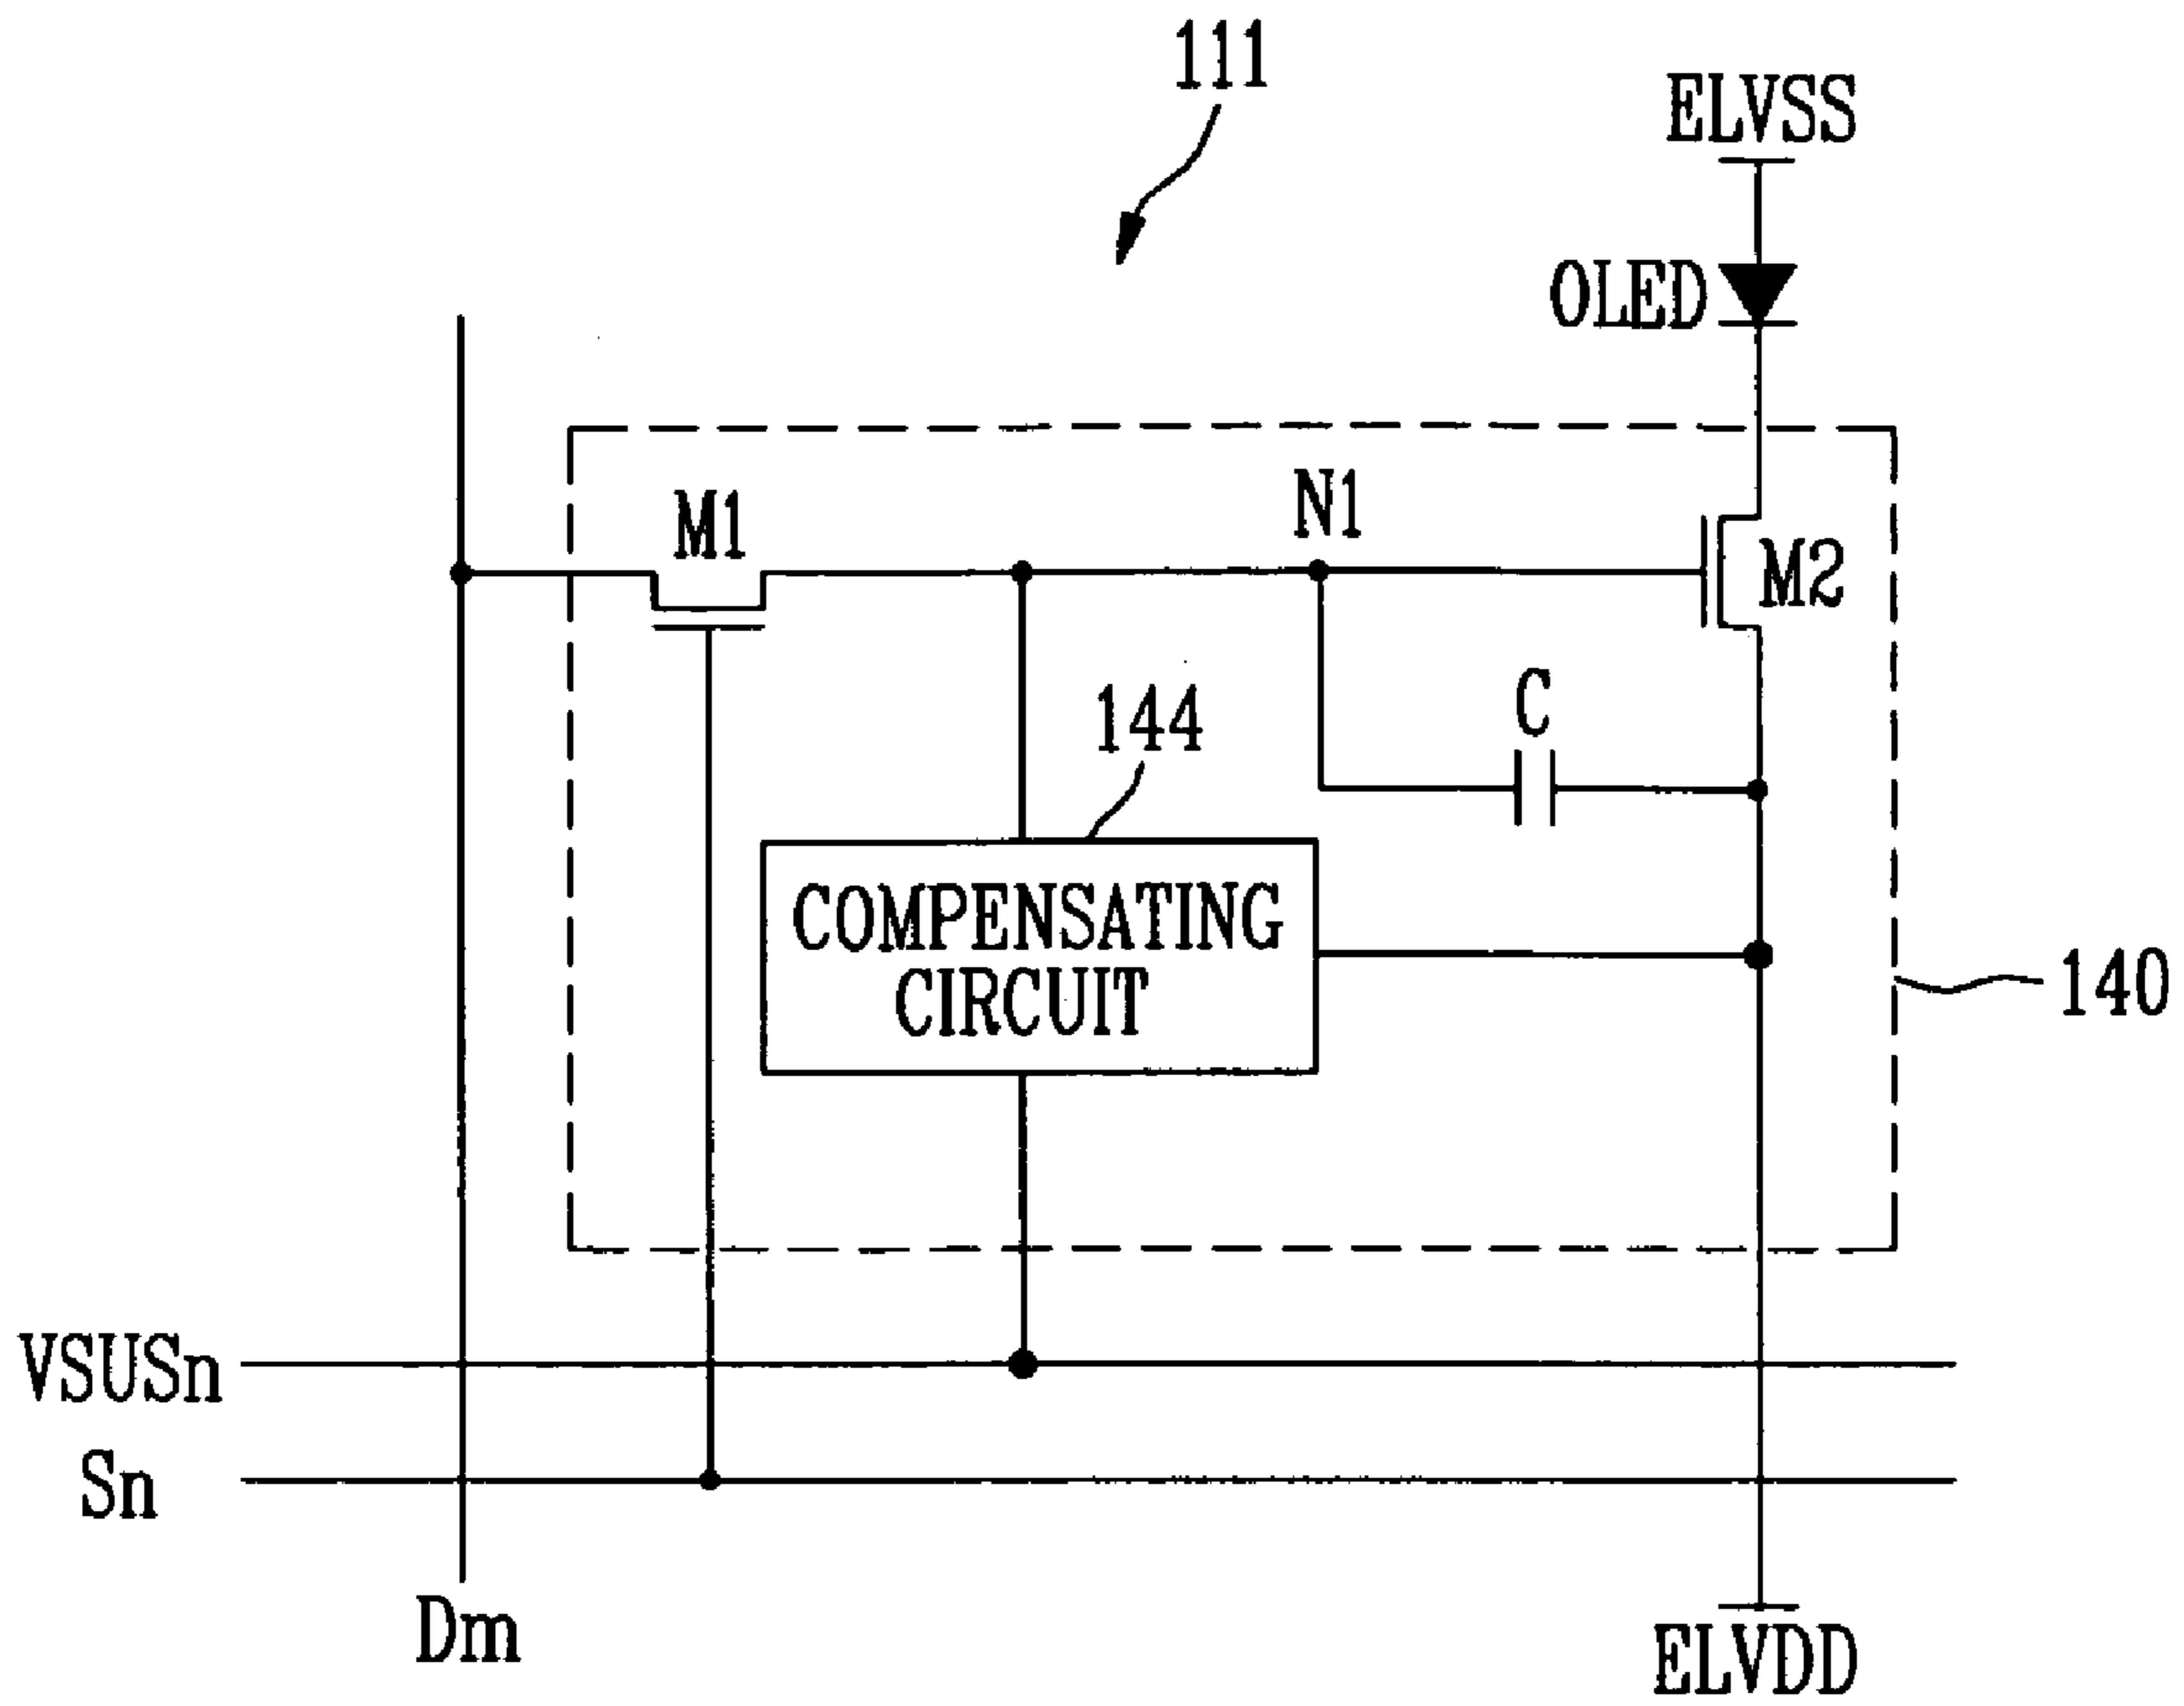 111
ELVSS
OLED
M1
N1
M2
C
144
COMPENSATING
CIRCUIT
140
VSUSn
Sn
Dm
ELVDD